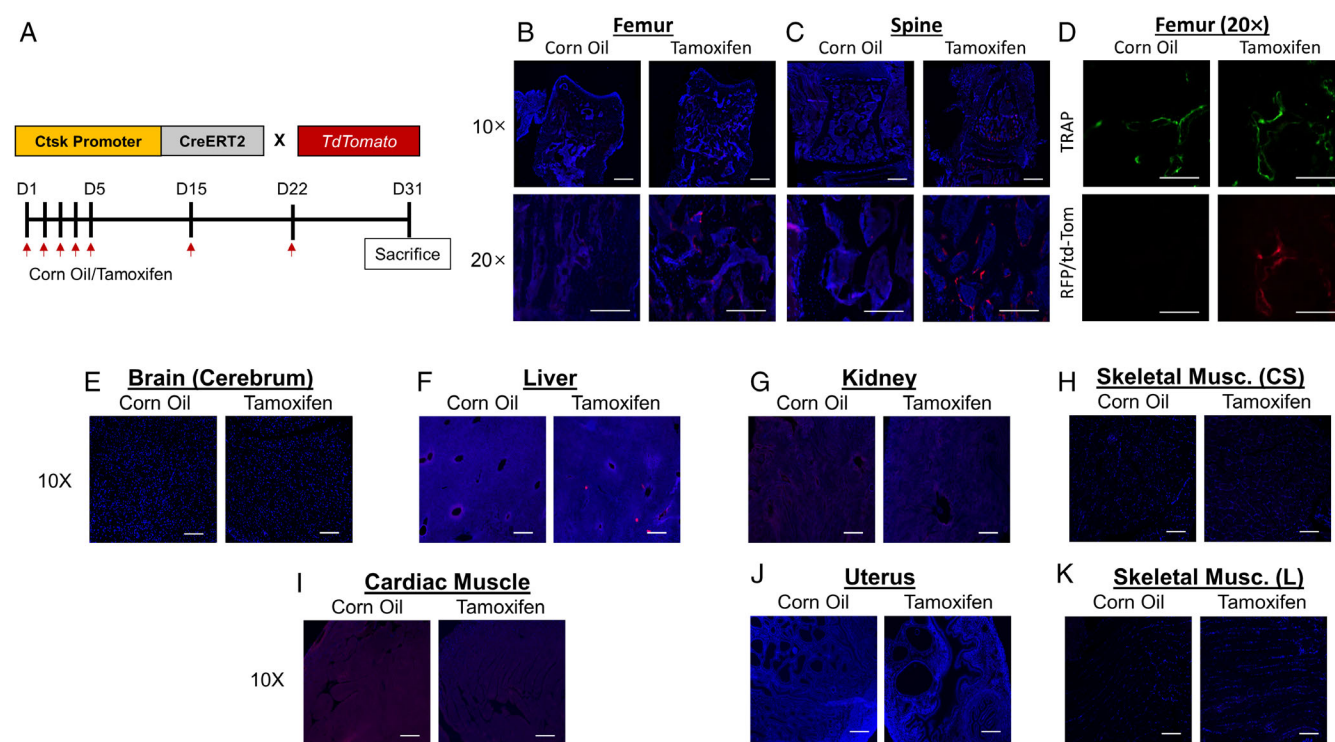 A
Ctsk Promoter CreERT2 X TdTomato
D1 D5 D15 D22 D31
Sacrifice
Corn Oil/Tamoxifen
B Femur
Corn Oil Tamoxifen
C Spine
Corn Oil Tamoxifen
10×
20×
D Femur (20×)
Corn Oil Tamoxifen
TRAP
RFP/td-Tom
E Brain (Cerebrum)
Corn Oil Tamoxifen
10X
F Liver
Corn Oil Tamoxifen
G Kidney
Corn Oil Tamoxifen
H Skeletal Musc. (CS)
Corn Oil Tamoxifen
I Cardiac Muscle
Corn Oil Tamoxifen
10X
J Uterus
Corn Oil Tamoxifen
K Skeletal Musc. (L)
Corn Oil Tamoxifen